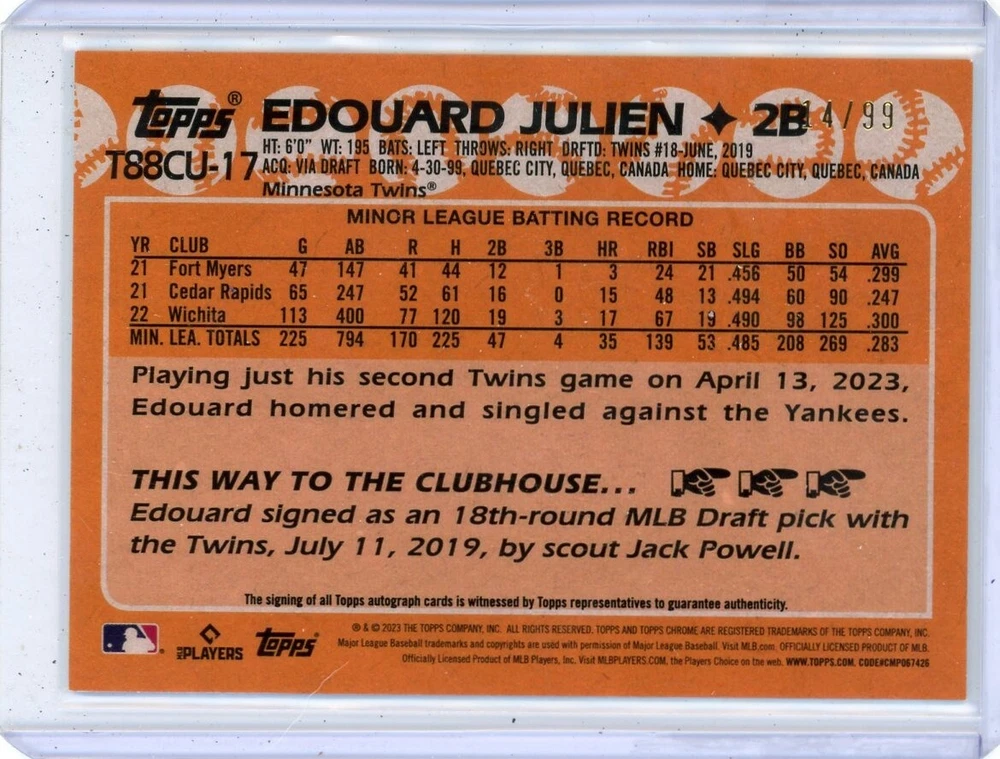 Topps® EDOUARD JULIEN ✦ 2B 14/99
T88CU-17
HT: 6'0" WT: 195 BATS: LEFT THROWS: RIGHT DRFTD: TWINS #18-JUNE, 2019
ACQ: VIA DRAFT BORN: 4-30-99, QUEBEC CITY, QUEBEC, CANADA HOME: QUEBEC CITY, QUEBEC, CANADA
Minnesota Twins®
MINOR LEAGUE BATTING RECORD
YR CLUB G AB R H 2B 3B HR RBI SB SLG BB SO AVG
21 Fort Myers 47 147 41 44 12 1 3 24 21 .456 50 54 .299
21 Cedar Rapids 65 247 52 61 16 0 15 48 13 .494 60 90 .247
22 Wichita 113 400 77 120 19 3 17 67 19 .490 98 125 .300
MIN. LEA. TOTALS 225 794 170 225 47 4 35 139 53 .485 208 269 .283
Playing just his second Twins game on April 13, 2023,
Edouard homered and singled against the Yankees.
THIS WAY TO THE CLUBHOUSE...
Edouard signed as an 18th-round MLB Draft pick with
the Twins, July 11, 2019, by scout Jack Powell.
The signing of all Topps autograph cards is witnessed by Topps representatives to guarantee authenticity.
MLB PLAYERS Topps®
® & © 2023 THE TOPPS COMPANY, INC. ALL RIGHTS RESERVED. TOPPS AND TOPPS CHROME ARE REGISTERED TRADEMARKS OF THE TOPPS COMPANY, INC.
Major League Baseball trademarks and copyrights are used with permission of Major League Baseball. Visit MLB.com OFFICIALLY LICENSED PRODUCT OF MLB.
Officially Licensed Product of MLB Players, Inc. Visit MLBPLAYERS.COM, the Players Choice on the web. WWW.TOPPS.COM. CODE#CMP067426